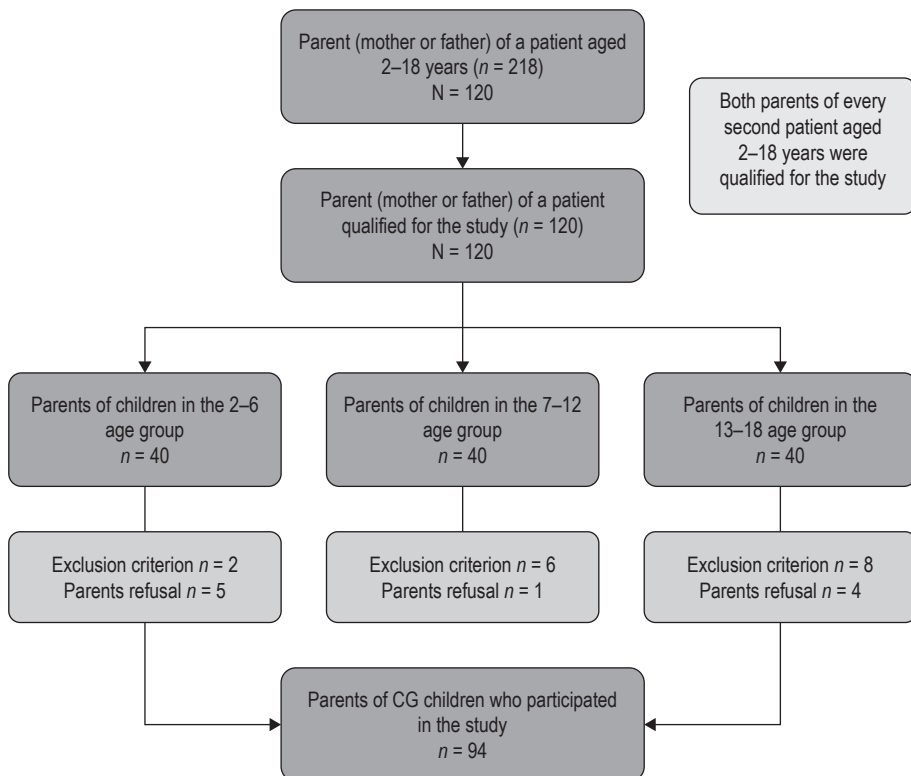 Parent (mother or father) of a patient aged
2–18 years (n = 218)
N = 120
Both parents of every
second patient aged
2–18 years were
qualified for the study
Parent (mother or father) of a patient
qualified for the study (n = 120)
N = 120
Parents of children in the 2–6
age group
n = 40
Parents of children in the 7–12
age group
n = 40
Parents of children in the
13–18 age group
n = 40
Exclusion criterion n = 2
Parents refusal n = 5
Exclusion criterion n = 6
Parents refusal n = 1
Exclusion criterion n = 8
Parents refusal n = 4
Parents of CG children who participated
in the study
n = 94